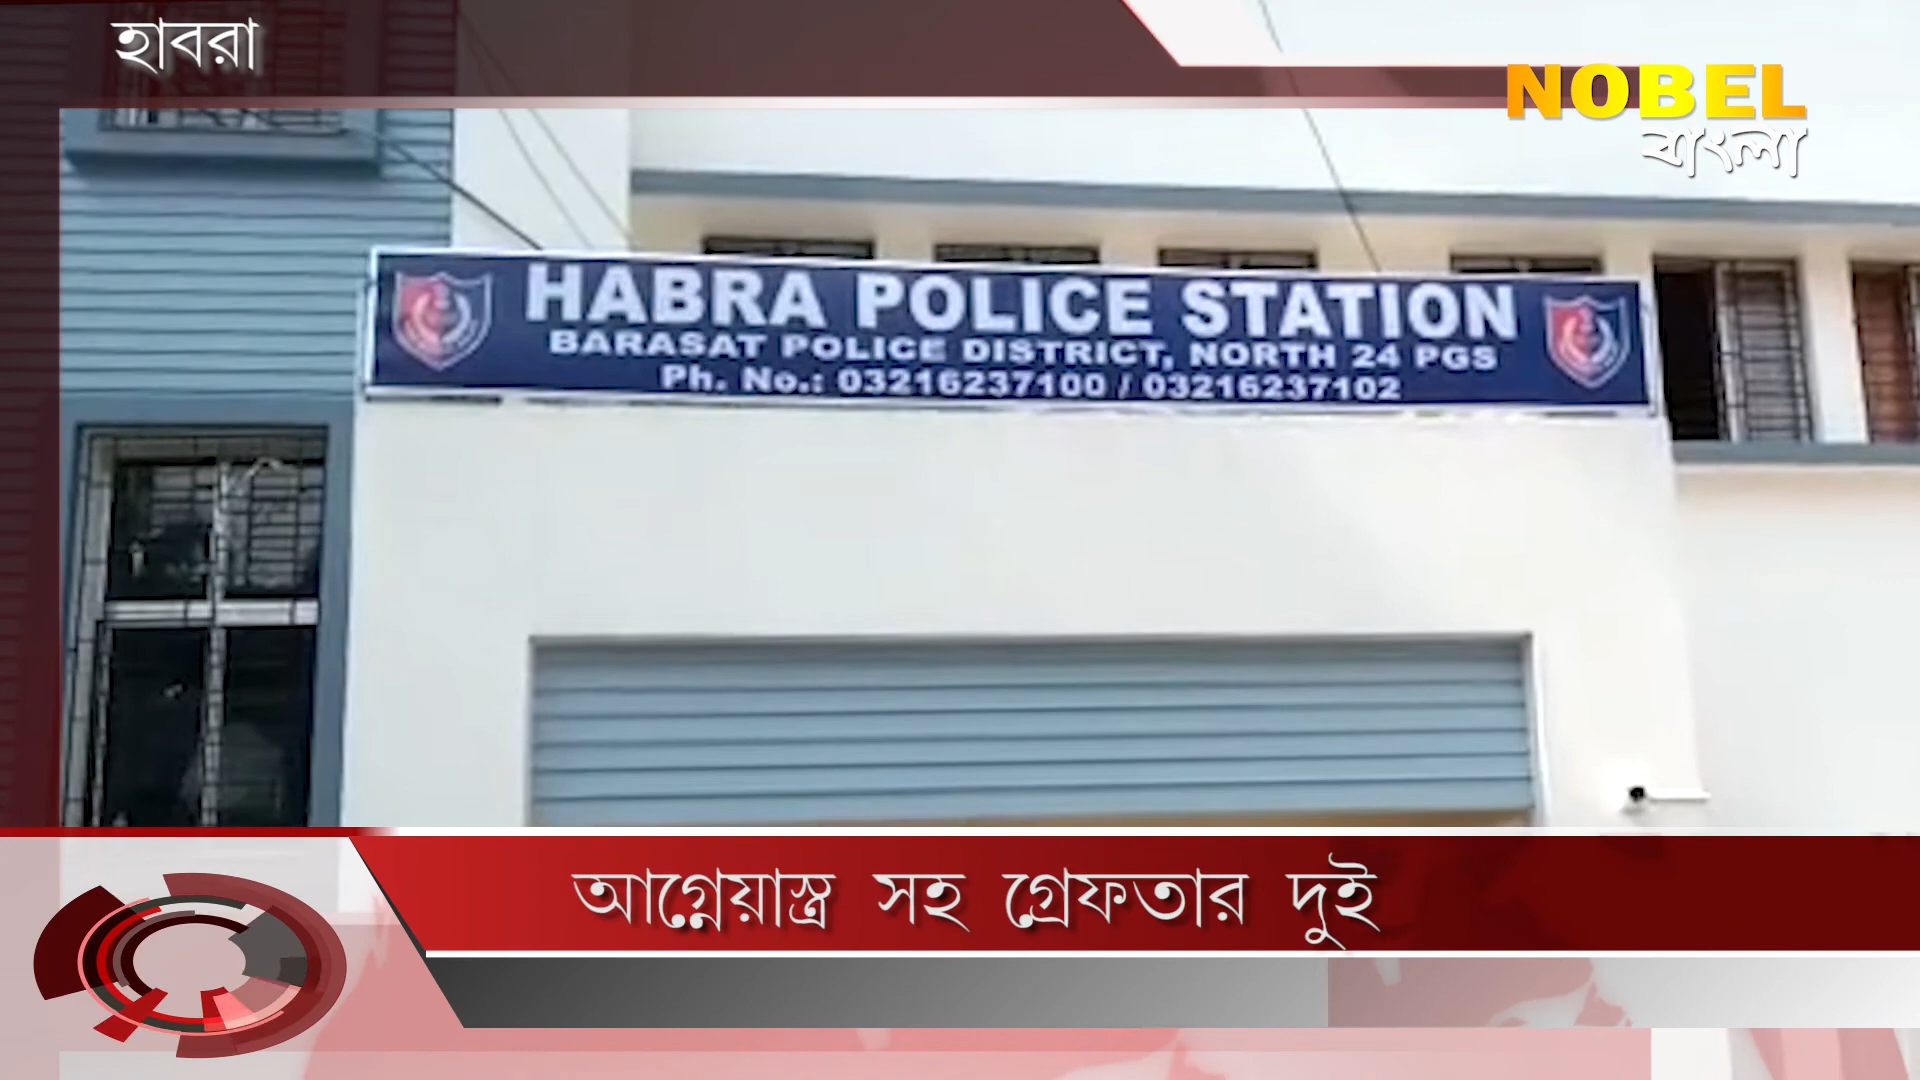 হাবরা
NOBEL
বাংলা
HABRA POLICE STATION
BARASAT POLICE DISTRICT, NORTH 24 PGS
Ph. No.: 03216237100 / 03216237102
আগ্নেয়াস্ত্র সহ গ্রেফতার দুই